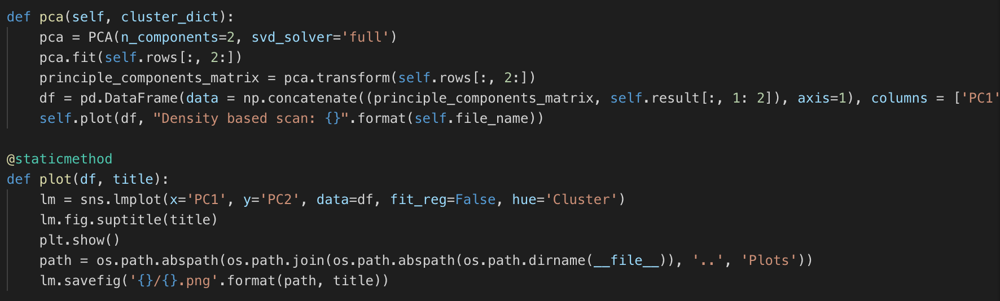 def pca(self, cluster_dict):
    pca = PCA(n_components=2, svd_solver='full')
    pca.fit(self.rows[:, 2:])
    principle_components_matrix = pca.transform(self.rows[:, 2:])
    df = pd.DataFrame(data = np.concatenate((principle_components_matrix, self.result[:, 1: 2]), axis=1), columns = ['PC1'
    self.plot(df, "Density based scan: {}".format(self.file_name))

@staticmethod
def plot(df, title):
    lm = sns.lmplot(x='PC1', y='PC2', data=df, fit_reg=False, hue='Cluster')
    lm.fig.suptitle(title)
    plt.show()
    path = os.path.abspath(os.path.join(os.path.abspath(os.path.dirname(__file__)), '..', 'Plots'))
    lm.savefig('{}/{}.png'.format(path, title))